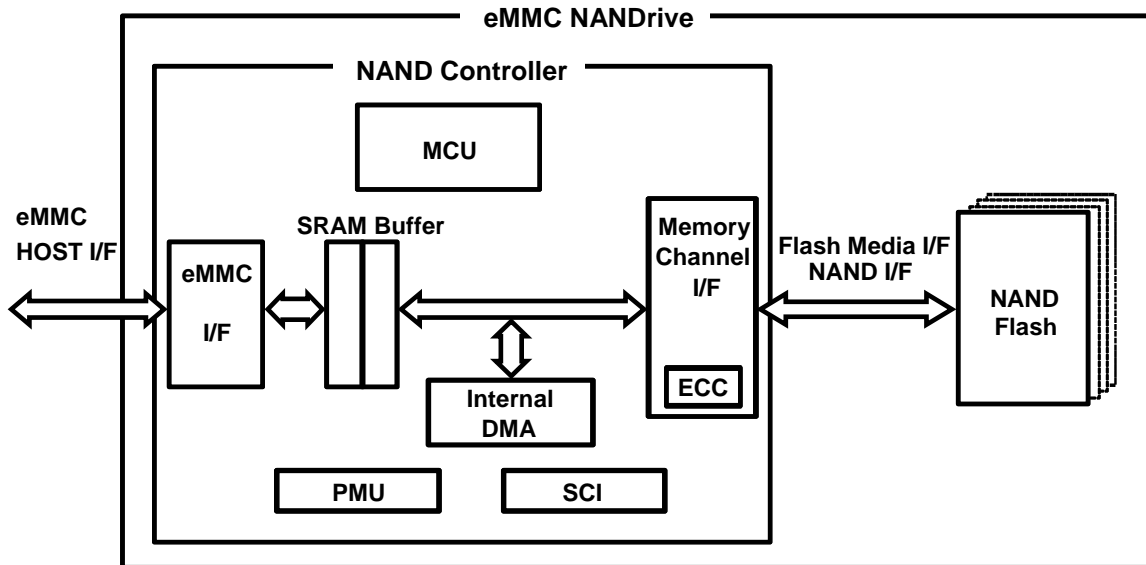 eMMC NANDrive
NAND Controller
MCU
eMMC
HOST I/F
SRAM Buffer
eMMC
I/F
Memory
Channel
I/F
ECC
Flash Media I/F
NAND I/F
NAND
Flash
Internal
DMA
PMU
SCI